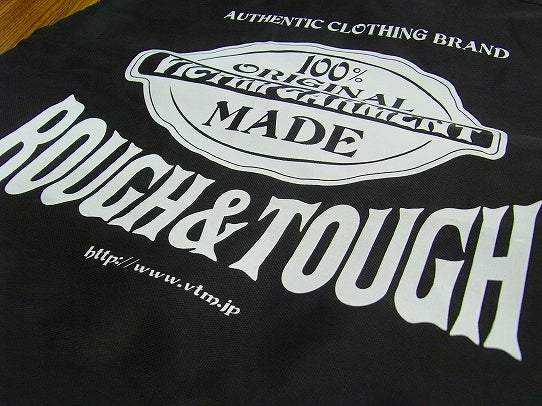 AUTHENTIC CLOTHING BRAND
100%
ORIGINAL
VICTIM GARMENT
MADE
ROUGH&TOUGH
http://www.vtm.jp